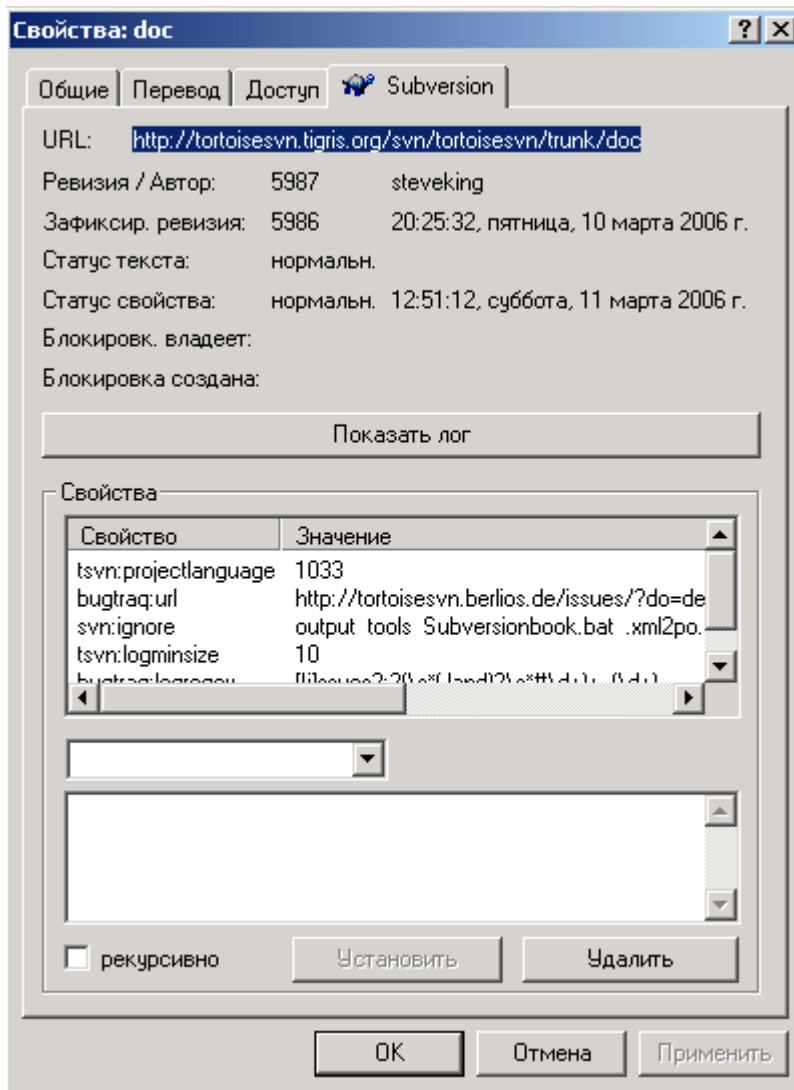 Свойства: doc
Общие Перевод Доступ Subversion
URL: http://tortoisesvn.tigris.org/svn/tortoisesvn/trunk/doc
Ревизия / Автор: 5987 steveking
Зафиксир. ревизия: 5986 20:25:32, пятница, 10 марта 2006 г.
Статус текста: нормальн.
Статус свойства: нормальн. 12:51:12, суббота, 11 марта 2006 г.
Блокировк. владеет:
Блокировка создана:
Показать лог
Свойства
Свойство Значение
tsvn:projectlanguage 1033
bugtraq:url http://tortoisesvn.berlios.de/issues/?do=de
svn:ignore output tools Subversionbook.bat .xml2po.
tsvn:logminsize 10
рекурсивно Установить Удалить
OK Отмена Применить